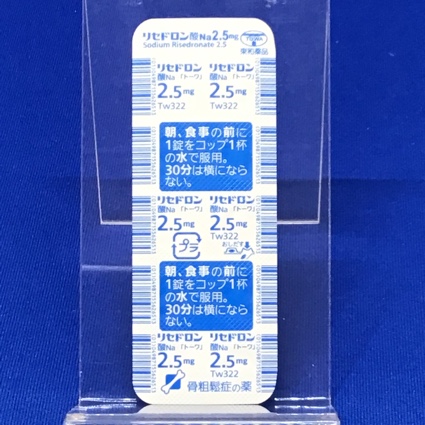 リセドロン酸Na2.5mg
Sodium Risedronate 2.5
東和薬品
リセドロン リセドロン
酸Na「トーワ」 酸Na「トーワ」
2.5mg 2.5mg
Tw322 Tw322
朝、食事の前に
1錠をコップ1杯
の水で服用。
30分は横になら
ない。
リセドロン リセドロン
酸Na「トーワ」 酸Na「トーワ」
2.5mg 2.5mg
Tw322
プラ おしだす
朝、食事の前に
1錠をコップ1杯
の水で服用。
30分は横になら
ない。
リセドロン リセドロン
酸Na「トーワ」 酸Na「トーワ」
2.5mg 2.5mg
Tw322
骨粗鬆症の薬